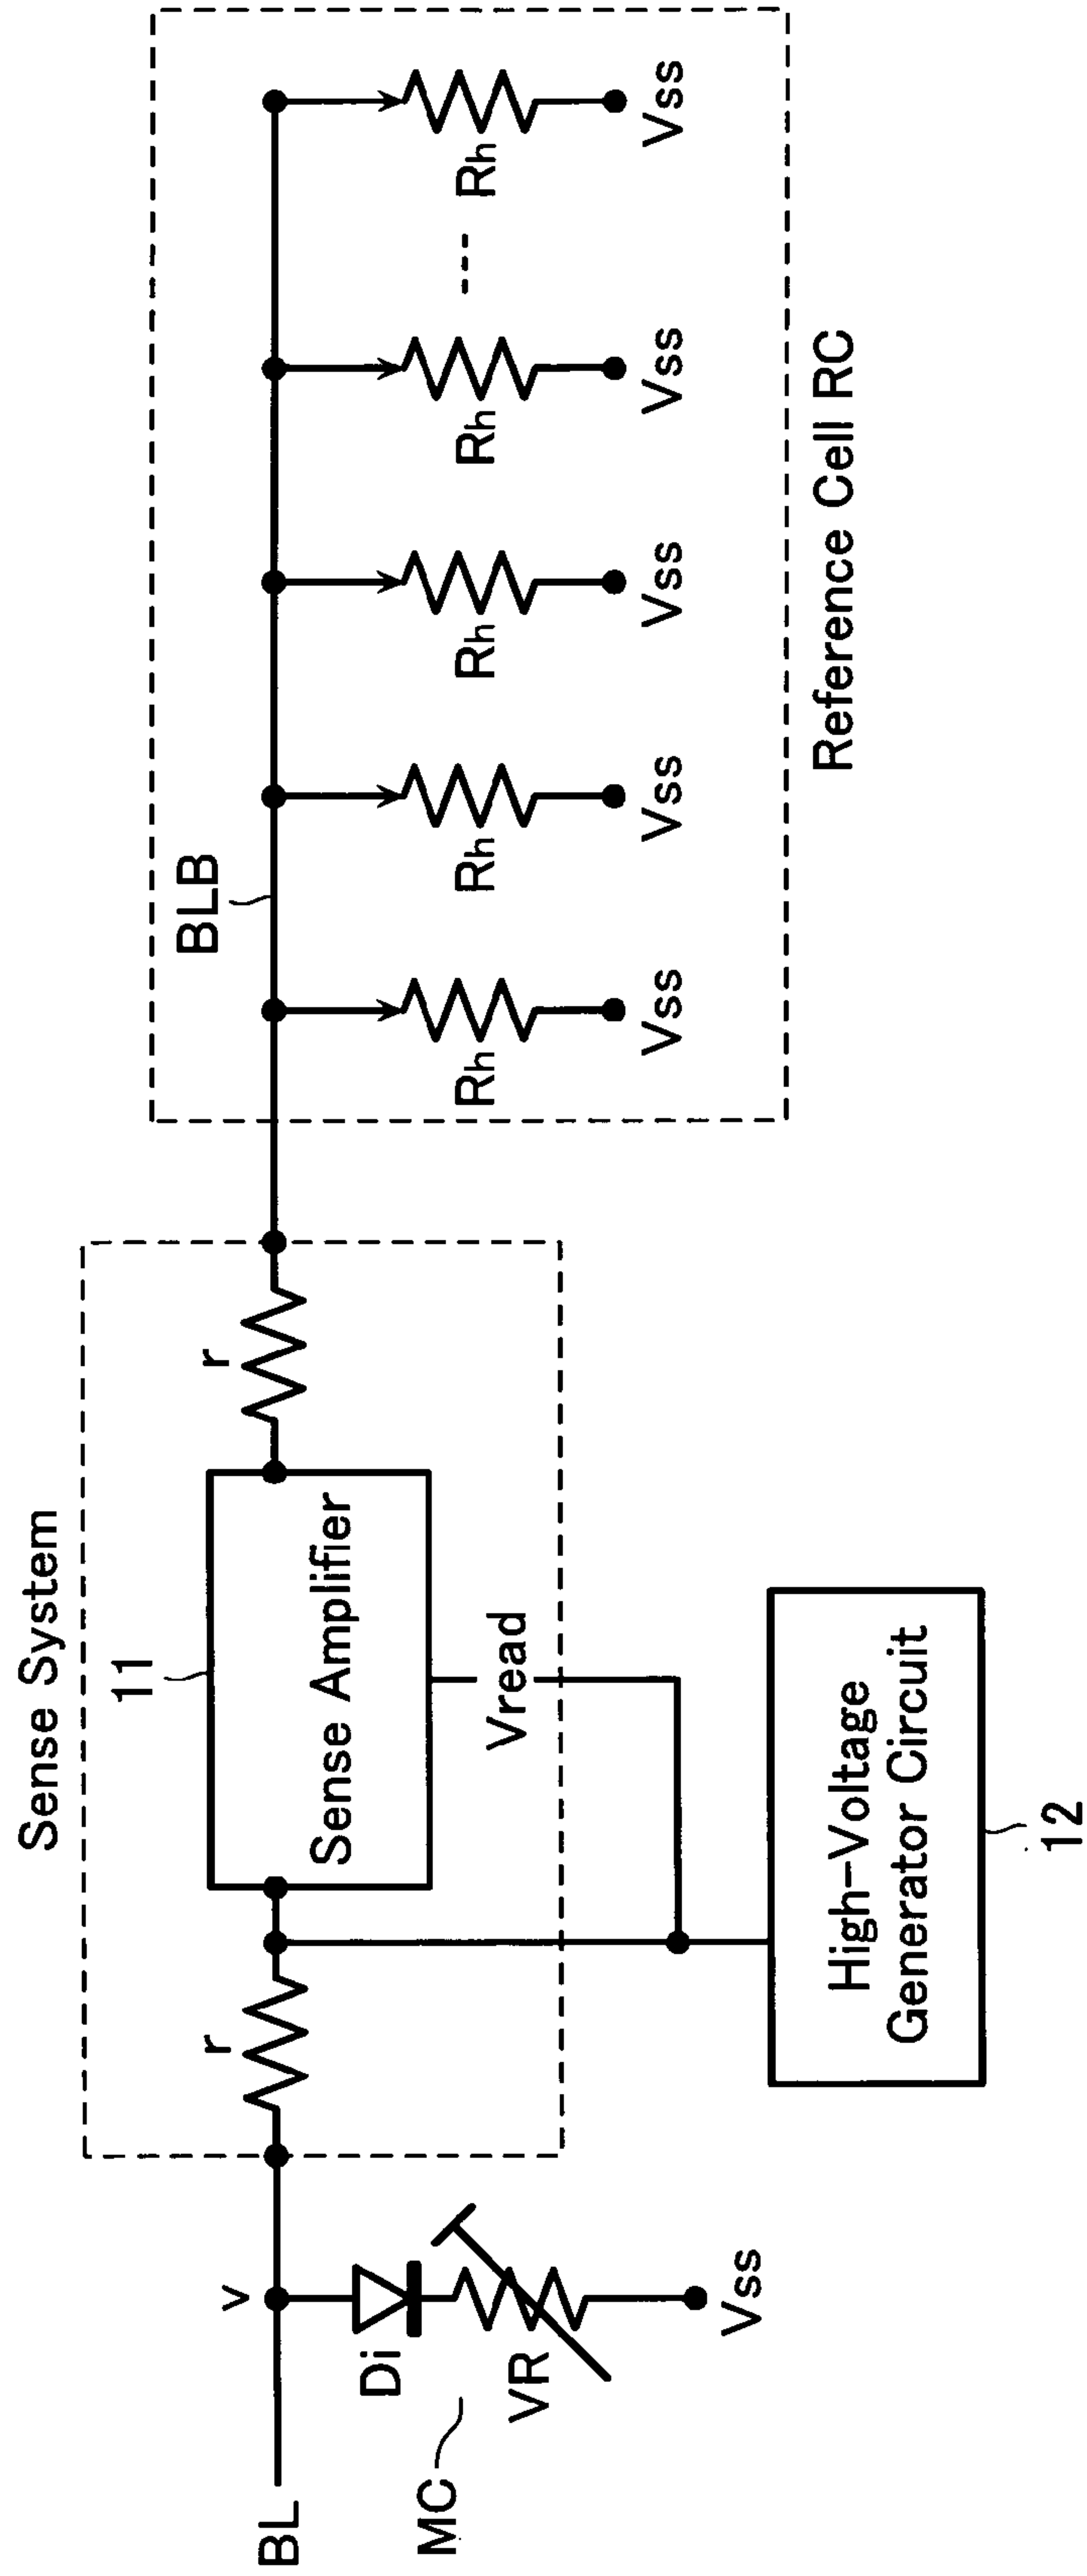 Sense System
11
Sense Amplifier
r
r
Vread
BL
v
Di
VR
MC
Vss
High-Voltage
Generator Circuit
12
BLB
Rh
Rh
Rh
Rh
---
Rh
Vss
Vss
Vss
Vss
Vss
Reference Cell RC